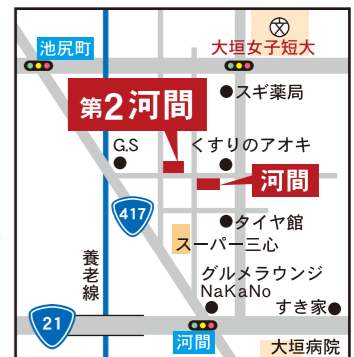 文
池尻町
大垣女子短大
スギ薬局
第2河間
G.S
くすりのアオキ
河間
417
タイヤ館
スーパー三心
養老線
グルメラウンジ
NaKaNo
すき家
21
河間
大垣病院